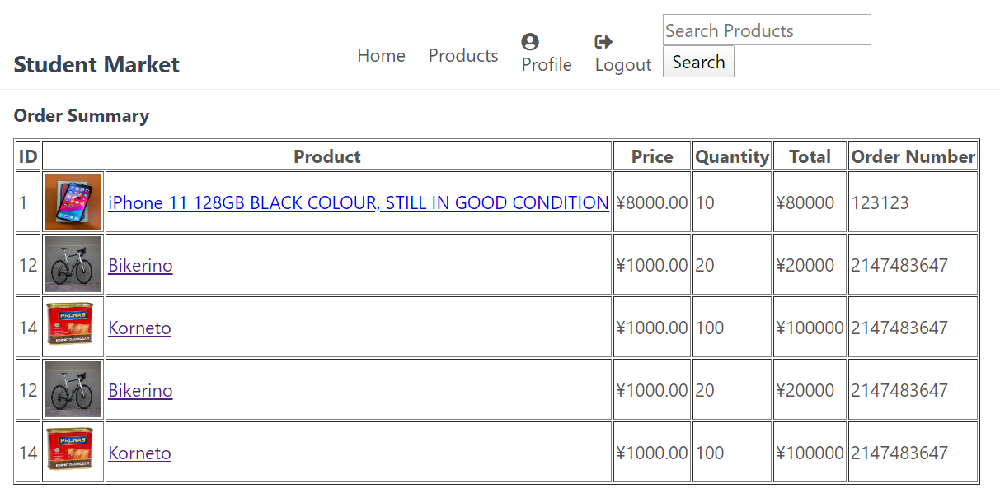 Student Market
Home
Products
Profile
Logout
Search Products
Search
Order Summary
ID Product Price Quantity Total Order Number
1 iPhone 11 128GB BLACK COLOUR, STILL IN GOOD CONDITION ¥8000.00 10 ¥80000 123123
12 Bikerino ¥1000.00 20 ¥20000 2147483647
PRONAS
14 Korneto ¥1000.00 100 ¥100000 2147483647
12 Bikerino ¥1000.00 20 ¥20000 2147483647
PRONAS
14 Korneto ¥1000.00 100 ¥100000 2147483647